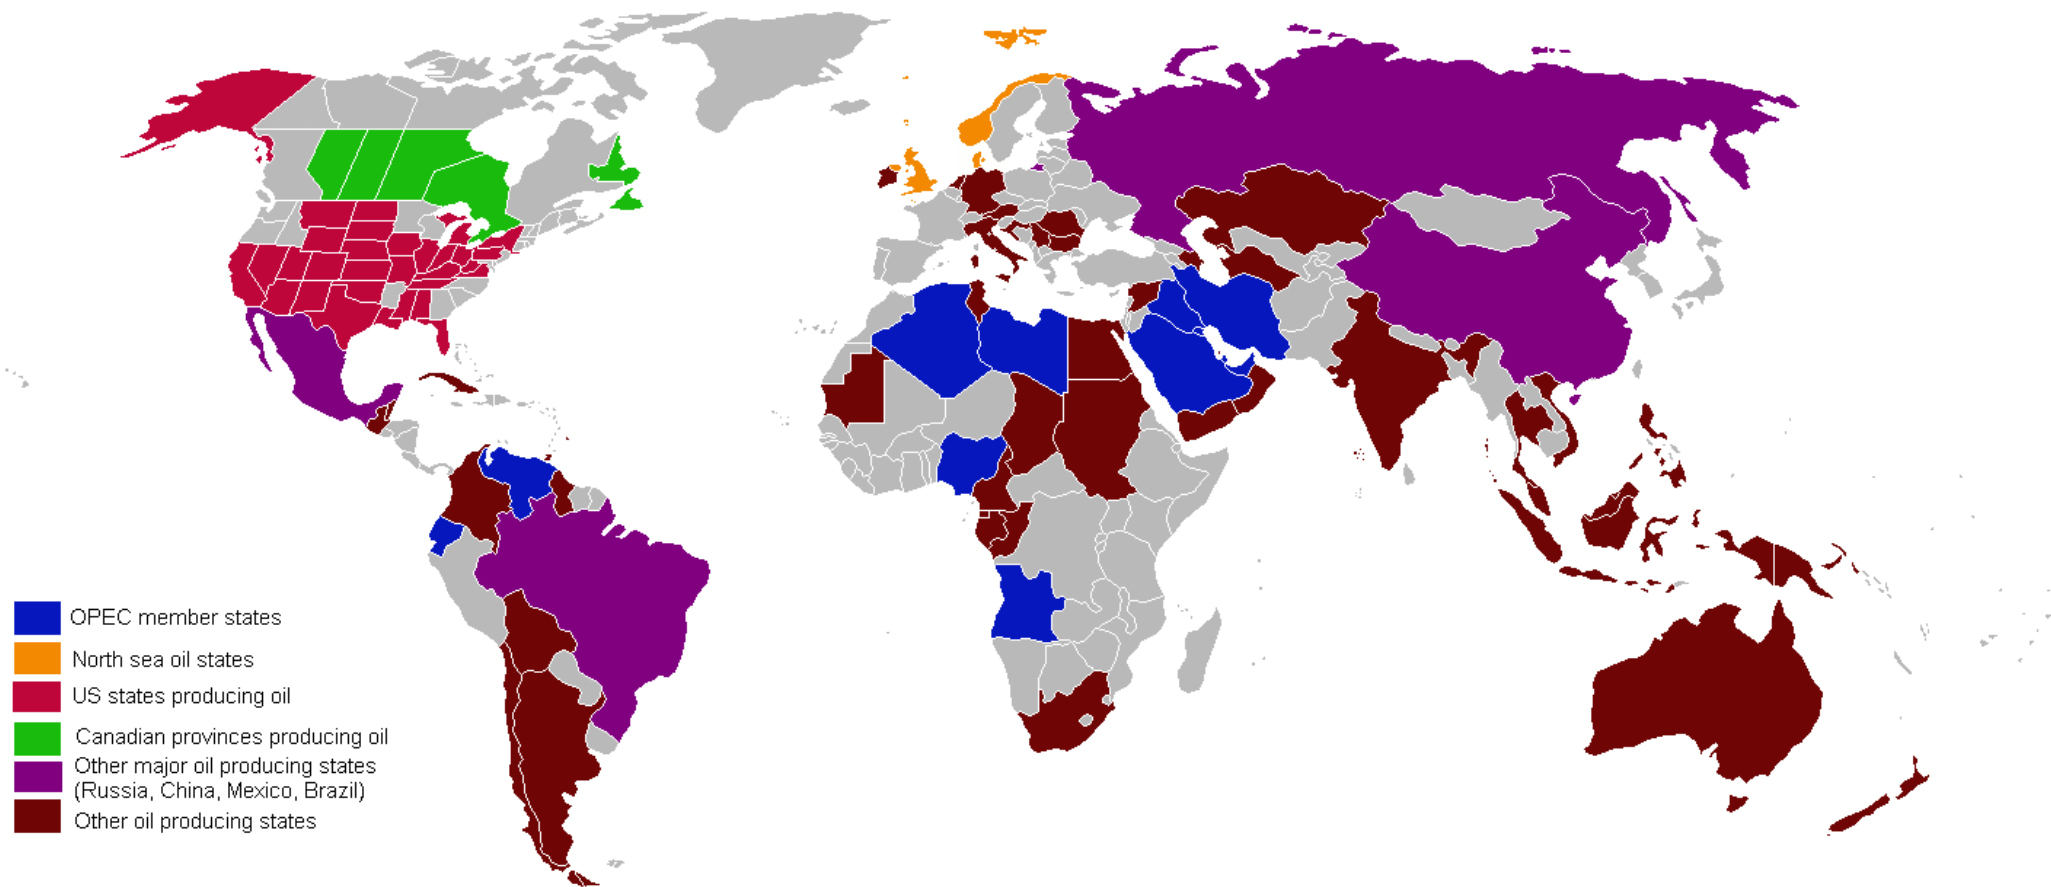 OPEC member states
North sea oil states
US states producing oil
Canadian provinces producing oil
Other major oil producing states
(Russia, China, Mexico, Brazil)
Other oil producing states